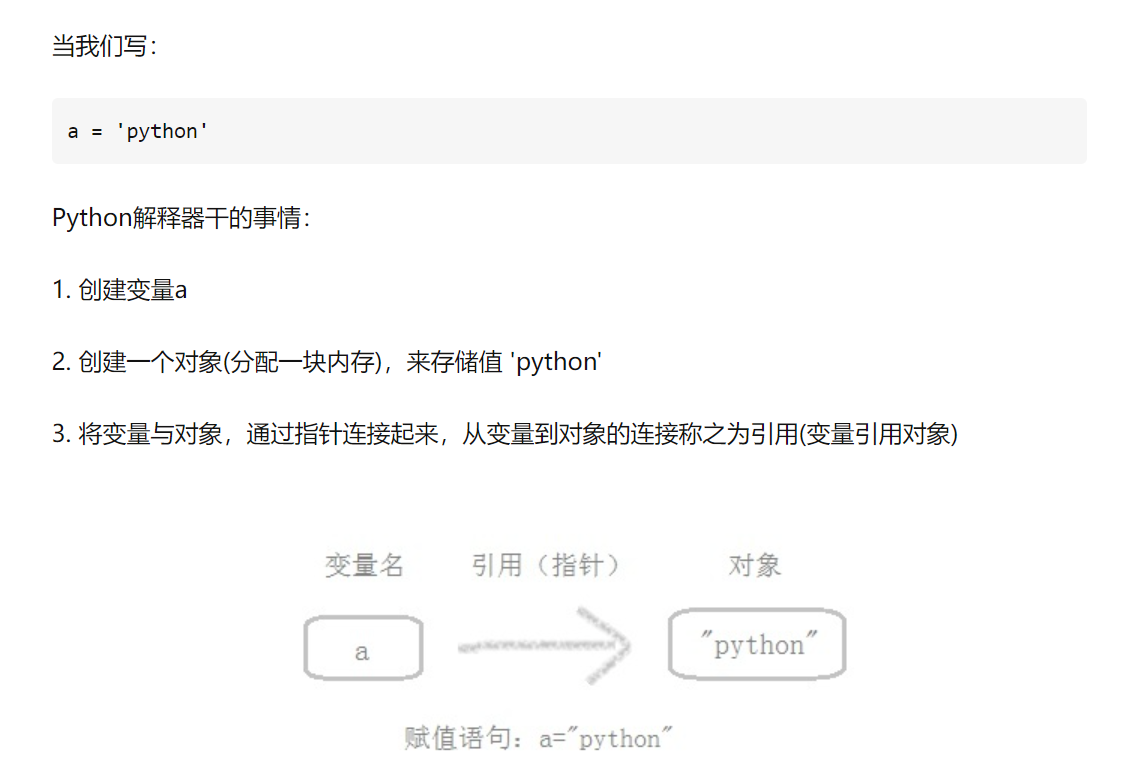 当我们写：
a = 'python'
Python解释器干的事情：
1. 创建变量a
2. 创建一个对象(分配一块内存)，来存储值 'python'
3. 将变量与对象，通过指针连接起来，从变量到对象的连接称之为引用(变量引用对象)
变量名 引用（指针） 对象
a "python"
赋值语句：a="python"